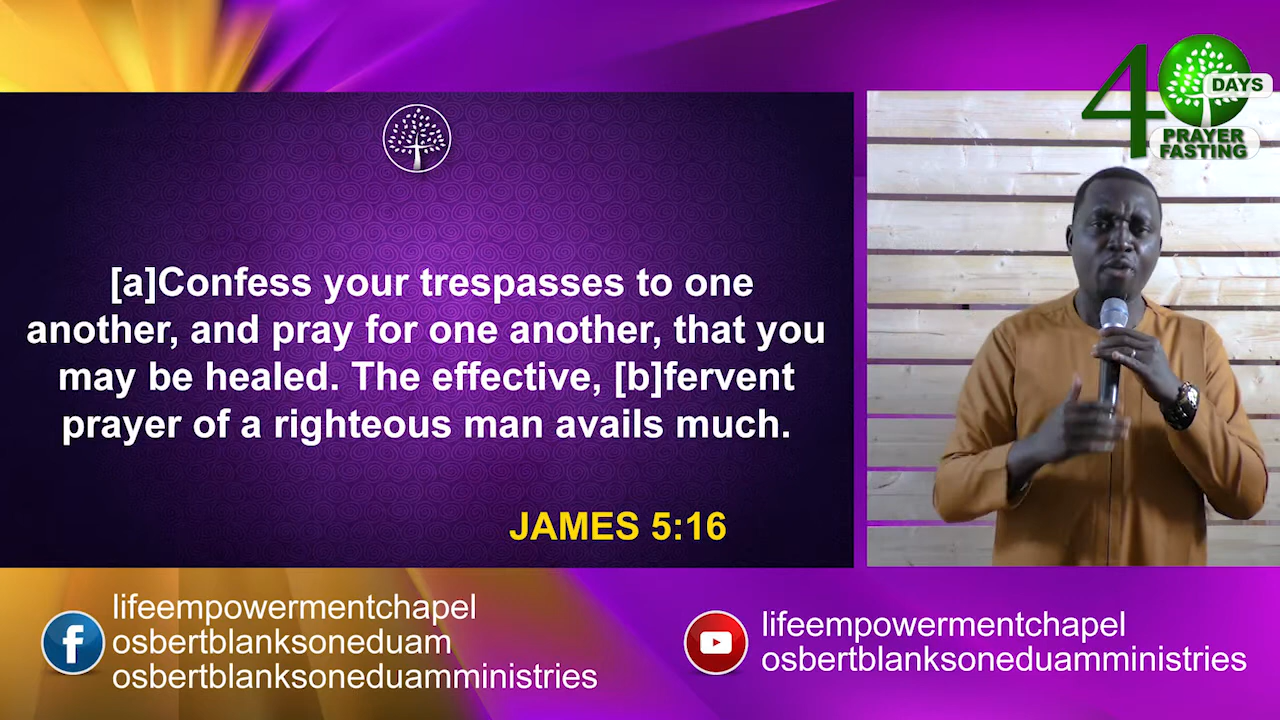 40 DAYS
PRAYER
FASTING
[a]Confess your trespasses to one
another, and pray for one another, that you
may be healed. The effective, [b]fervent
prayer of a righteous man avails much.
JAMES 5:16
lifeempowermentchapel
osbertblanksoneduam
osbertblanksoneduamministries
lifeempowermentchapel
osbertblanksoneduamministries